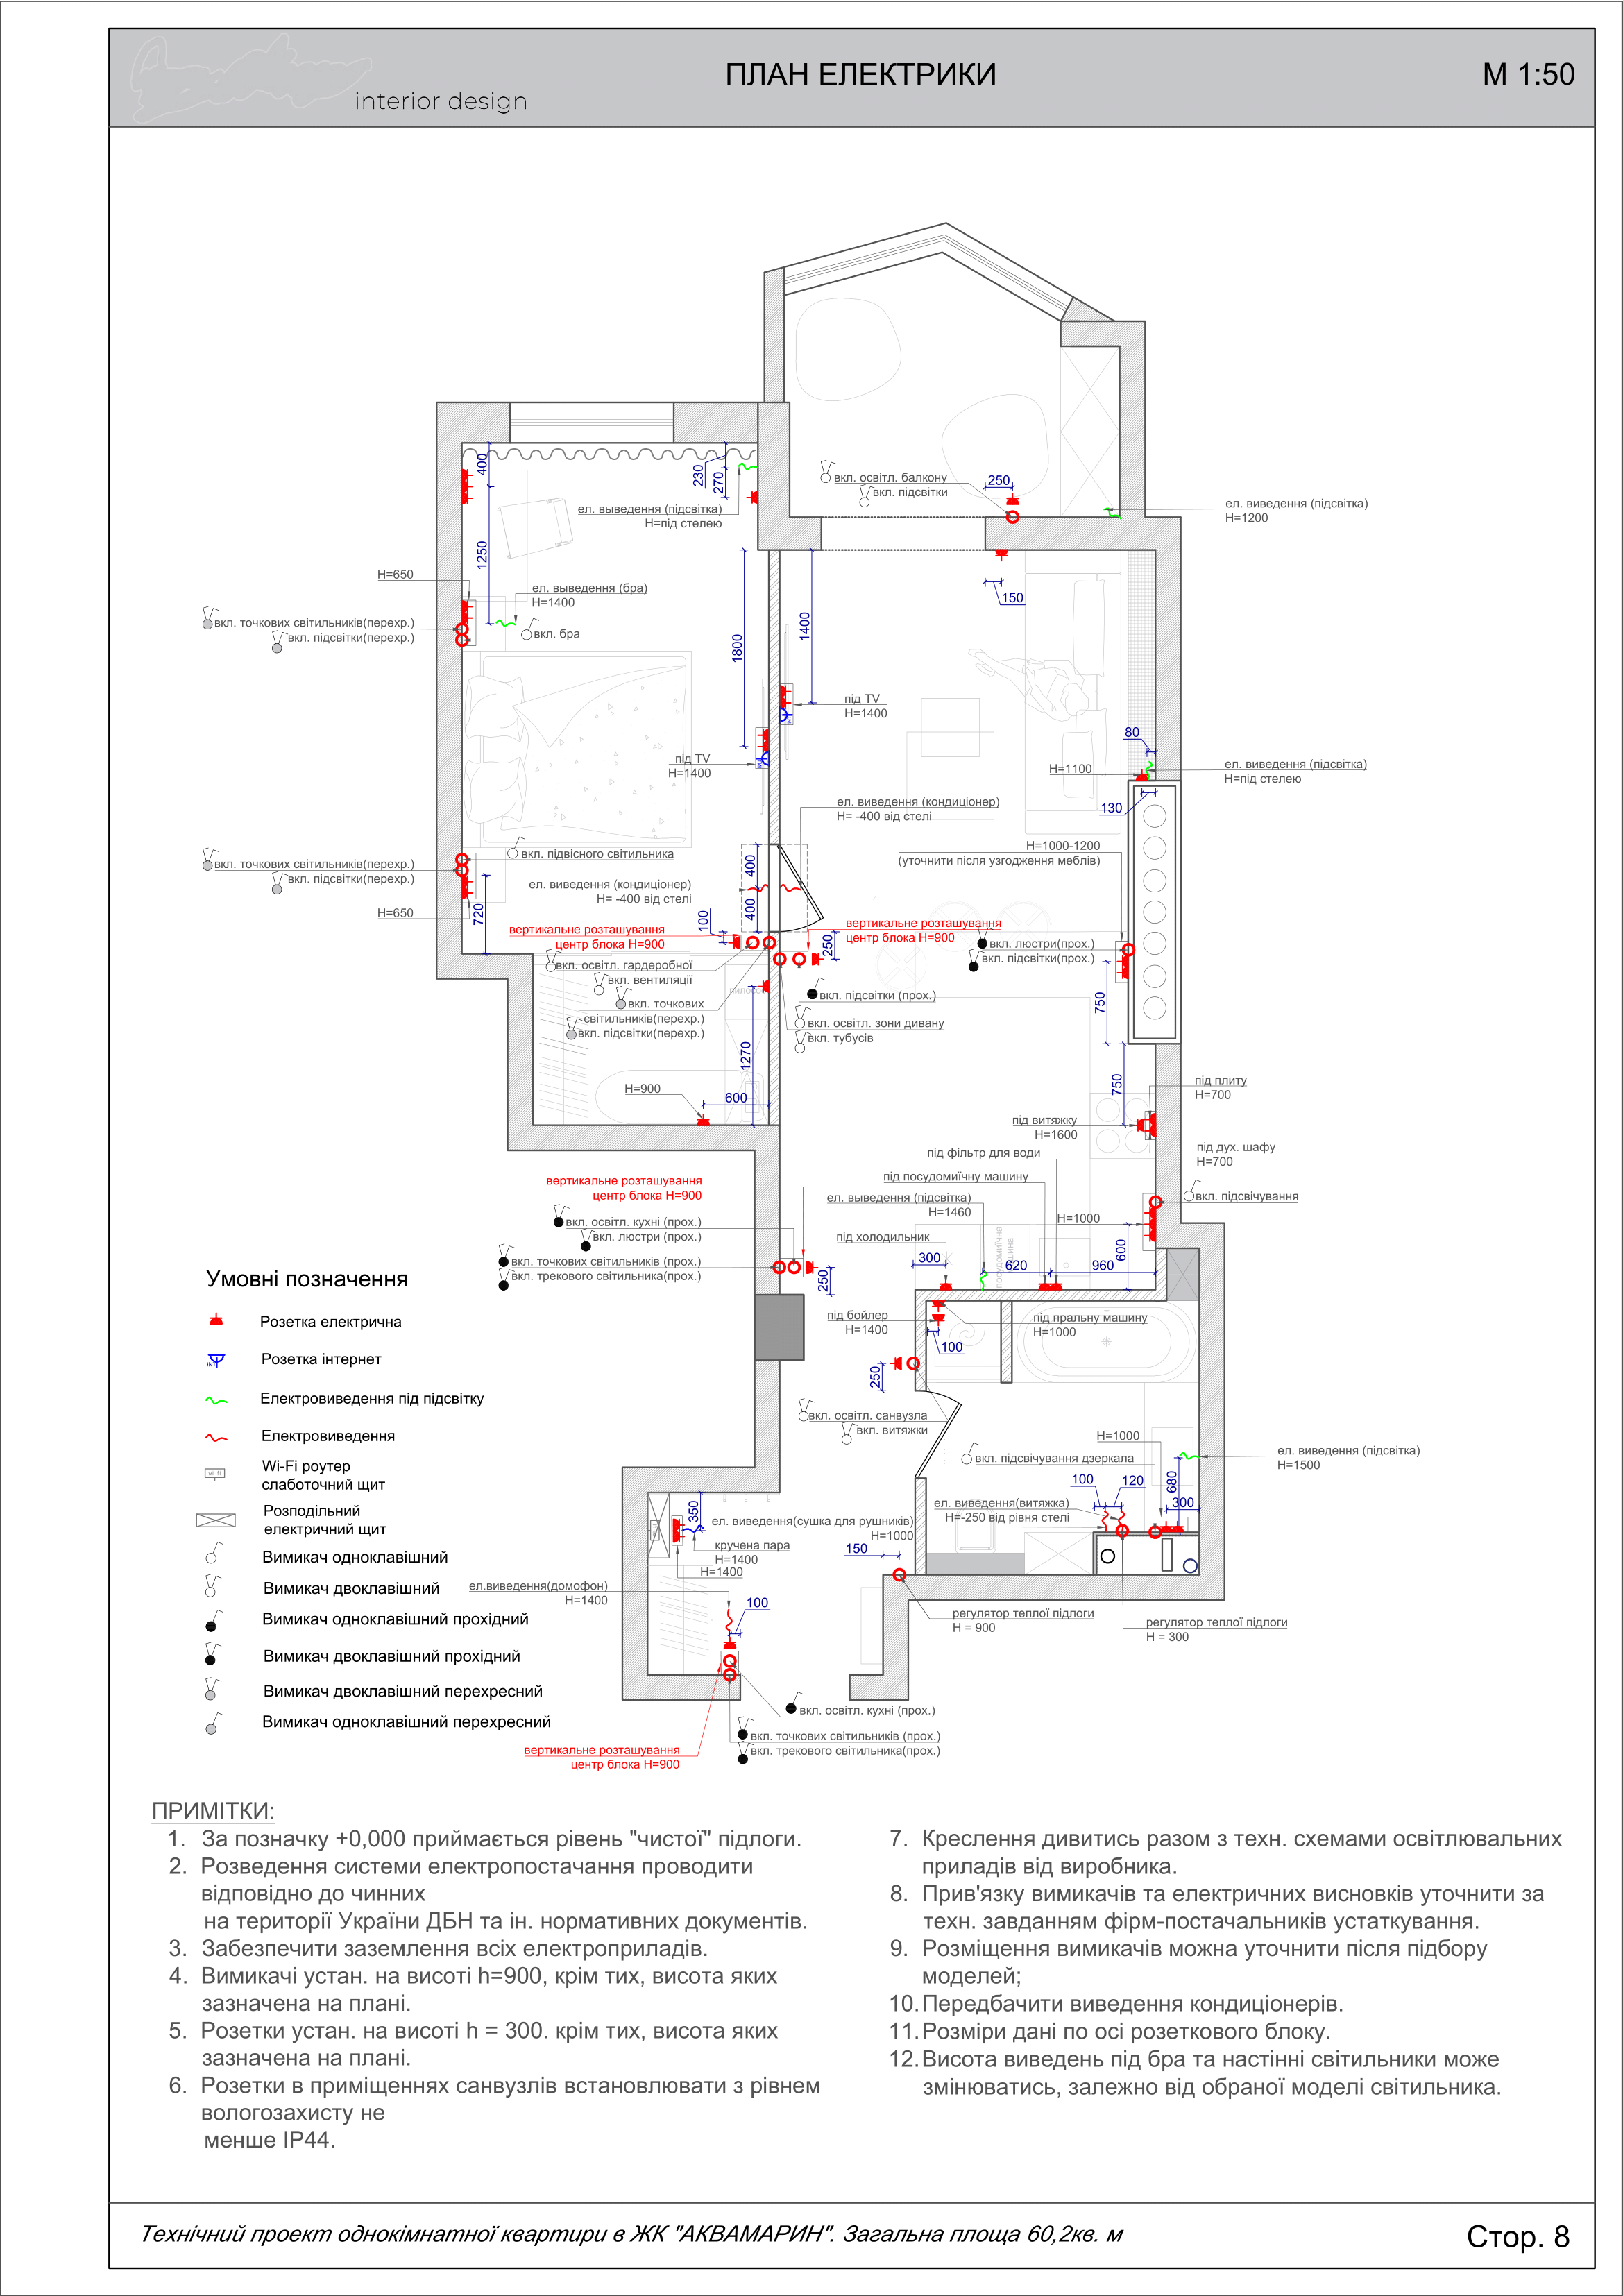 interior design
ПЛАН ЕЛЕКТРИКИ
М 1:50
вкл. освітл. балкону
вкл. підсвітки
250
ел. виведення (підсвітка)
H=1200
400
230
270
ел. выведення (підсвітка)
H=під стелею
1250
H=650
ел. выведення (бра)
H=1400
вкл. точкових світильників(перехр.)
вкл. підсвітки(перехр.)
вкл. бра
150
1800
1400
під TV
H=1400
під TV
H=1400
80
H=1100
ел. виведення (підсвітка)
H=під стелею
130
ел. виведення (кондиціонер)
H= -400 від стелі
H=1000-1200
(уточнити після узгодження меблів)
вкл. підвісного світильника
вкл. точкових світильників(перехр.)
вкл. підсвітки(перехр.)
H=650
720
400
400
ел. виведення (кондиціонер)
H= -400 від стелі
100
вертикальне розташування
центр блока H=900
вертикальне розташування
центр блока H=900
250
вкл. люстри(прох.)
вкл. підсвітки(прох.)
вкл. освітл. гардеробної
вкл. вентиляції
вкл. точкових
світильників(перехр.)
вкл. підсвітки(перехр.)
вкл. підсвітки (прох.)
вкл. освітл. зони дивану
вкл. тубусів
750
1270
H=900
600
750
під плиту
H=700
під витяжку
H=1600
під дух. шафу
H=700
під фільтр для води
під посудомиїчну машину
ел. выведення (підсвітка)
H=1460
H=1000
вкл. підсвічування
вертикальне розташування
центр блока H=900
вкл. освітл. кухні (прох.)
вкл. люстри (прох.)
вкл. точкових світильників (прох.)
вкл. трекового світильника(прох.)
під холодильник
300
620
960
600
250
під бойлер
H=1400
під пральну машину
H=1000
100
250
вкл. освітл. санвузла
вкл. витяжки
H=1000
вкл. підсвічування дзеркала
ел. виведення (підсвітка)
H=1500
100
120
680
300
ел. виведення(витяжка)
H=-250 від рівня стелі
ел. виведення(сушка для рушників)
H=1000
350
кручена пара
H=1400
H=1400
150
ел.виведення(домофон)
H=1400
100
регулятор теплої підлоги
H = 900
регулятор теплої підлоги
H = 300
вкл. освітл. кухні (прох.)
вкл. точкових світильників (прох.)
вкл. трекового світильника(прох.)
вертикальне розташування
центр блока H=900
Умовні позначення
Розетка електрична
Розетка інтернет
Електровиведення під підсвітку
Електровиведення
Wi-Fi роутер
слаботочний щит
Розподільний
електричний щит
Вимикач одноклавішний
Вимикач двоклавішний
Вимикач одноклавішний прохідний
Вимикач двоклавішний прохідний
Вимикач двоклавішний перехресний
Вимикач одноклавішний перехресний
ПРИМІТКИ:
1. За позначку +0,000 приймається рівень "чистої" підлоги.
2. Розведення системи електропостачання проводити
відповідно до чинних
на території України ДБН та ін. нормативних документів.
3. Забезпечити заземлення всіх електроприладів.
4. Вимикачі устан. на висоті h=900, крім тих, висота яких
зазначена на плані.
5. Розетки устан. на висоті h = 300. крім тих, висота яких
зазначена на плані.
6. Розетки в приміщеннях санвузлів встановлювати з рівнем
вологозахисту не
менше IP44.
7. Креслення дивитись разом з техн. схемами освітлювальних
приладів від виробника.
8. Прив'язку вимикачів та електричних висновків уточнити за
техн. завданням фірм-постачальників устаткування.
9. Розміщення вимикачів можна уточнити після підбору
моделей;
10. Передбачити виведення кондиціонерів.
11. Розміри дані по осі розеткового блоку.
12. Висота виведень під бра та настінні світильники може
змінюватись, залежно від обраної моделі світильника.
Технічний проект однокімнатної квартири в ЖК "АКВАМАРИН". Загальна площа 60,2кв. м
Стор. 8